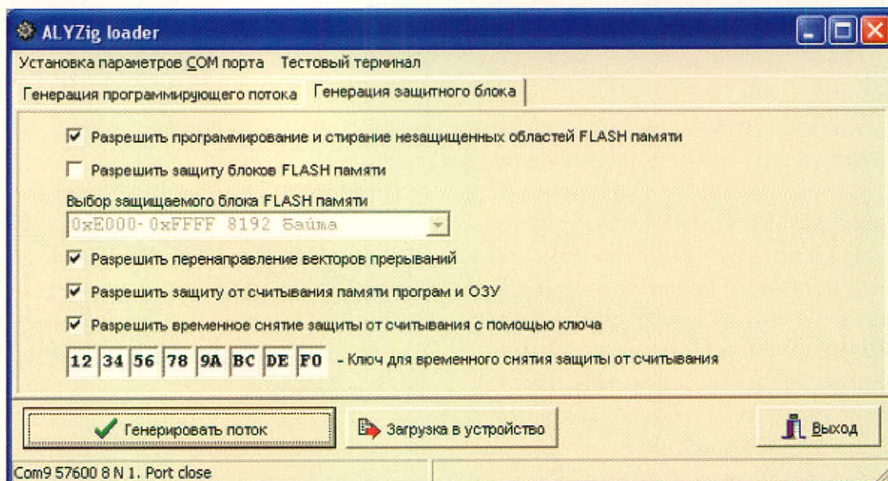 ALYZig loader
Установка параметров COM порта Тестовый терминал
Генерация программирующего потока Генерация защитного блока
Разрешить программирование и стирание незащищенных областей FLASH памяти
Разрешить защиту блоков FLASH памяти
Выбор защищаемого блока FLASH памяти
0xE000-0xFFFF 8192 байта
Разрешить перенаправление векторов прерываний
Разрешить защиту от считывания памяти програм и ОЗУ
Разрешить временное снятие защиты от считывания с помощью ключа
12 34 56 78 9A BC DE F0 - Ключ для временного снятия защиты от считывания
Генерировать поток Загрузка в устройство Выход
Com9 57600 8 N 1. Port close